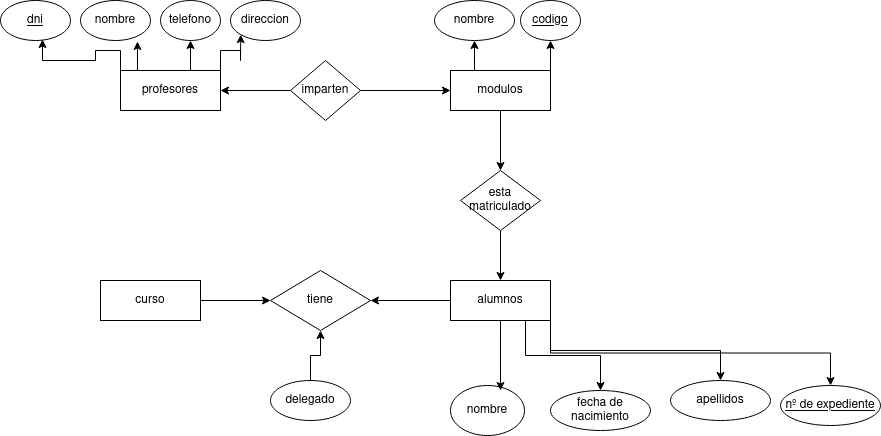 dni
nombre
telefono
direccion
nombre
codigo
profesores
imparten
modulos
esta
matriculado
curso
tiene
alumnos
delegado
nombre
fecha de
nacimiento
apellidos
nº de expediente